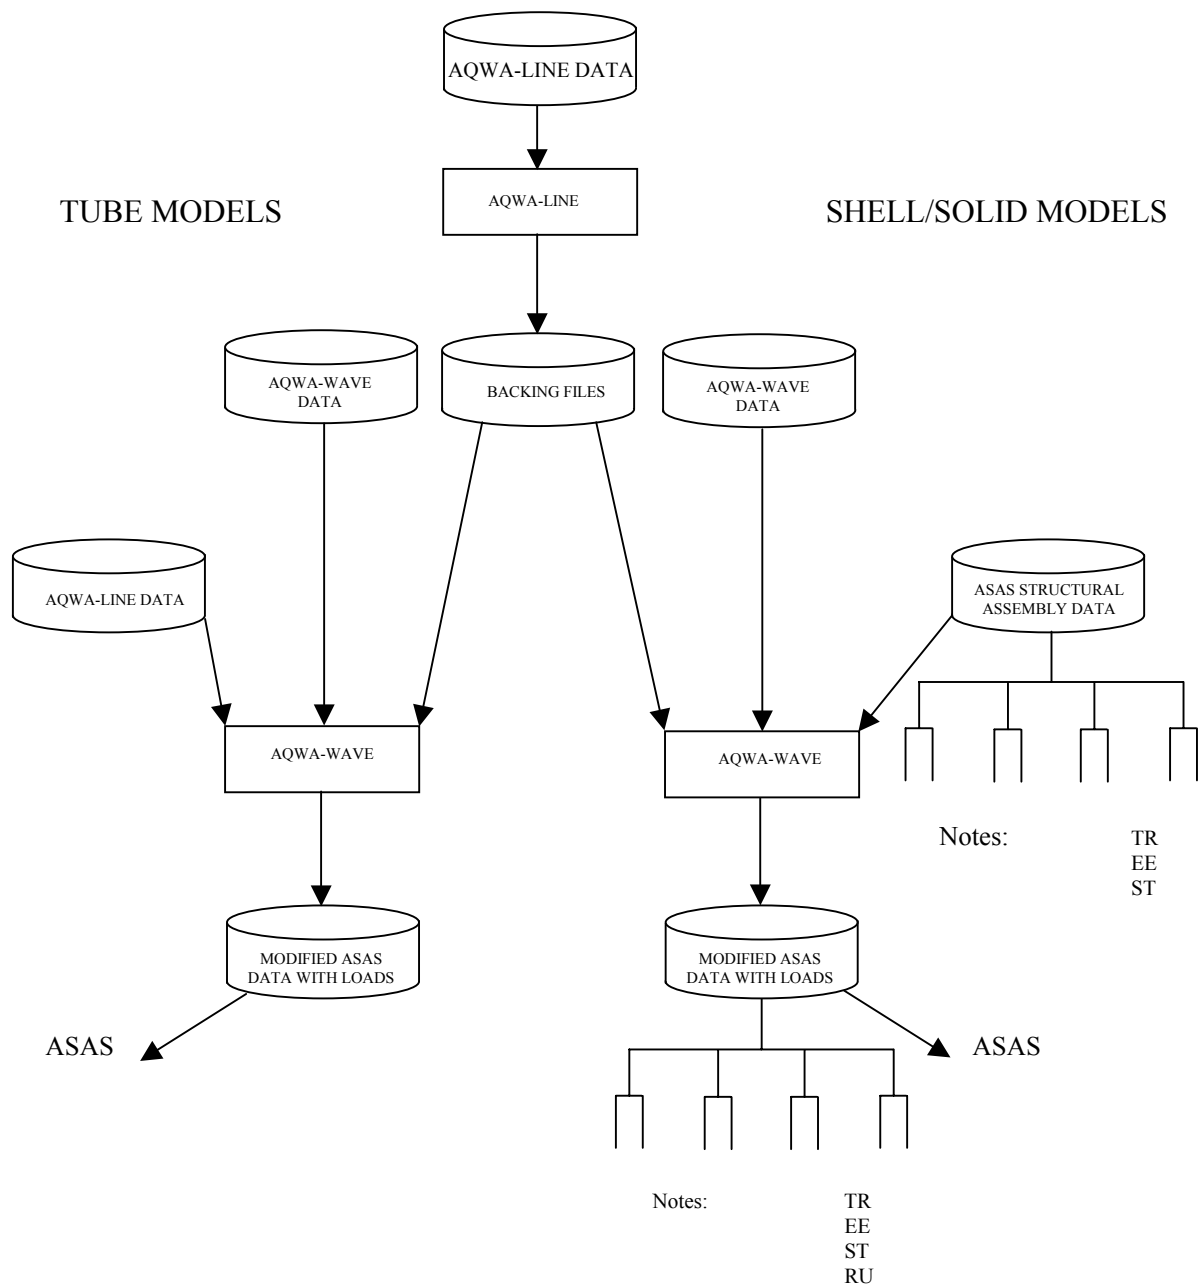 AQWA-LINE DATA
AQWA-LINE
TUBE MODELS
SHELL/SOLID MODELS
AQWA-WAVE
DATA
BACKING FILES
AQWA-WAVE
DATA
AQWA-LINE DATA
ASAS STRUCTURAL
ASSEMBLY DATA
AQWA-WAVE
AQWA-WAVE
Notes:
TR
EE
ST
MODIFIED ASAS
DATA WITH LOADS
MODIFIED ASAS
DATA WITH LOADS
ASAS
ASAS
Notes:
TR
EE
ST
RU